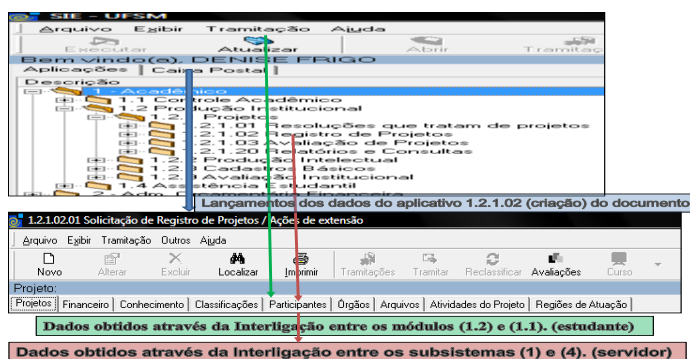 SIE - UFSM
Arquivo Exibir Tramitação Ajuda
Executar Atualizar Abrir Tramitaç
Bem vindo(a), DENISE FRIGO
Aplicações Caixa Postal
Descrição
1 - Acadêmico
1.1 Controle Acadêmico
1.2 Produção Institucional
1.2. Projetos
1.2.1.01 Resoluções que tratam de projetos
1.2.1.02 Registro de Projetos
1.2.1.03 Avaliação de Projetos
1.2.1.20 Relatórios e Consultas
1.2.2 Produção Intelectual
1.2.8 Cadastros Básicos
1.2. Avaliação Institucional
1.4 Assistência Estudantil
2 - Adm. Orçamentária Financeira
Lançamentos dos dados do aplicativo 1.2.1.02 (criação) do documento
1.2.1.02.01 Solicitação de Registro de Projetos / Ações de extensão
Arquivo Exibir Tramitação Outros Ajuda
Novo Alterar Excluir Localizar Imprimir Tramitações Tramitar Reclassificar Avaliações Curso
Projeto:
Projetos Financeiro Conhecimento Classificações Participantes Órgãos Arquivos Atividades do Projeto Regiões de Atuação
Dados obtidos através da Interligação entre os módulos (1.2) e (1.1). (estudante)
Dados obtidos através da Interligação entre os subsistemas (1) e (4). (servidor)